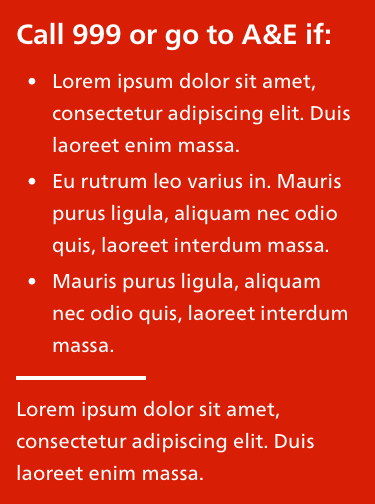 Call 999 or go to A&E if:
• Lorem ipsum dolor sit amet,
consectetur adipiscing elit. Duis
laoreet enim massa.
• Eu rutrum leo varius in. Mauris
purus ligula, aliquam nec odio
quis, laoreet interdum massa.
• Mauris purus ligula, aliquam
nec odio quis, laoreet interdum
massa.
Lorem ipsum dolor sit amet,
consectetur adipiscing elit. Duis
laoreet enim massa.